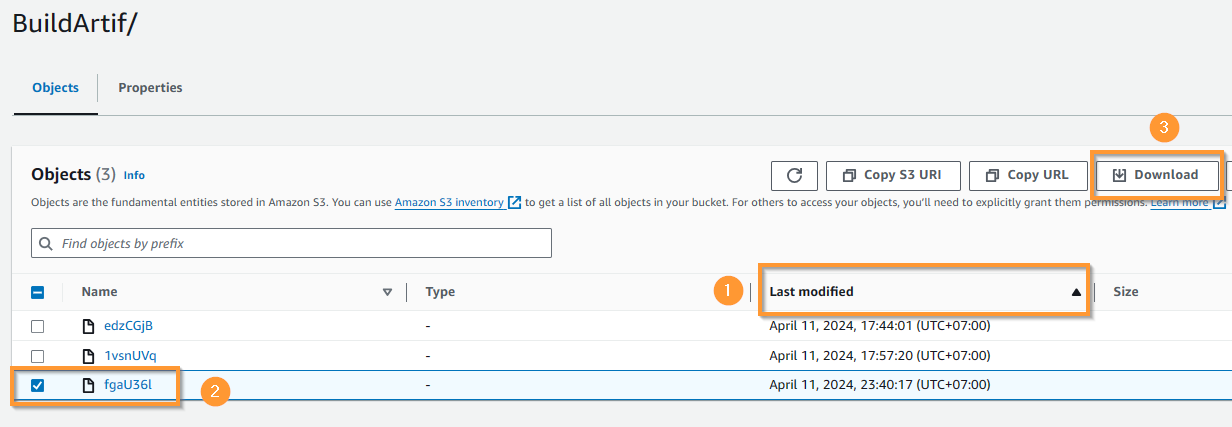 BuildArtif/
Objects Properties
3
Objects (3) Info Copy S3 URI Copy URL Download
Objects are the fundamental entities stored in Amazon S3. You can use Amazon S3 inventory to get a list of all objects in your bucket. For others to access your objects, you'll need to explicitly grant them permissions. Learn more
Find objects by prefix
Name Type 1 Last modified Size
edzCGjB - April 11, 2024, 17:44:01 (UTC+07:00)
1vsnUVq - April 11, 2024, 17:57:20 (UTC+07:00)
fgaU36l 2 - April 11, 2024, 23:40:17 (UTC+07:00)